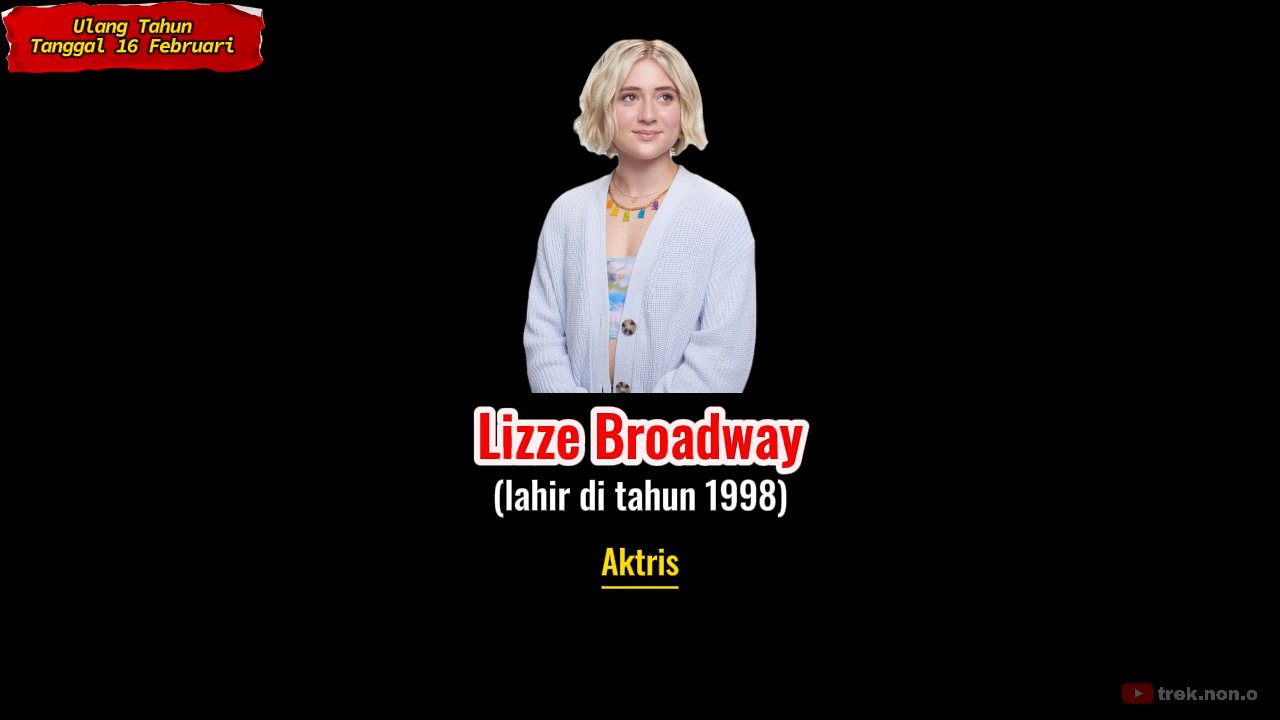 Ulang Tahun
Tanggal 16 Februari
Lizze Broadway
(lahir di tahun 1998)
Aktris
trek.non.o